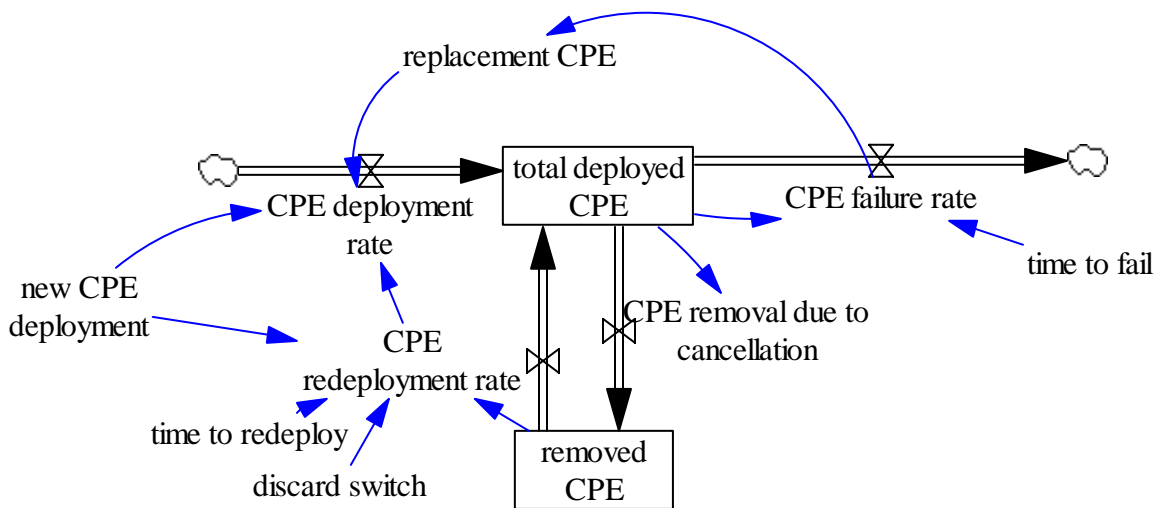 replacement CPE
total deployed
CPE
CPE deployment
rate
CPE failure rate
time to fail
new CPE
deployment
CPE removal due to
cancellation
CPE
redeployment rate
time to redeploy
discard switch
removed
CPE